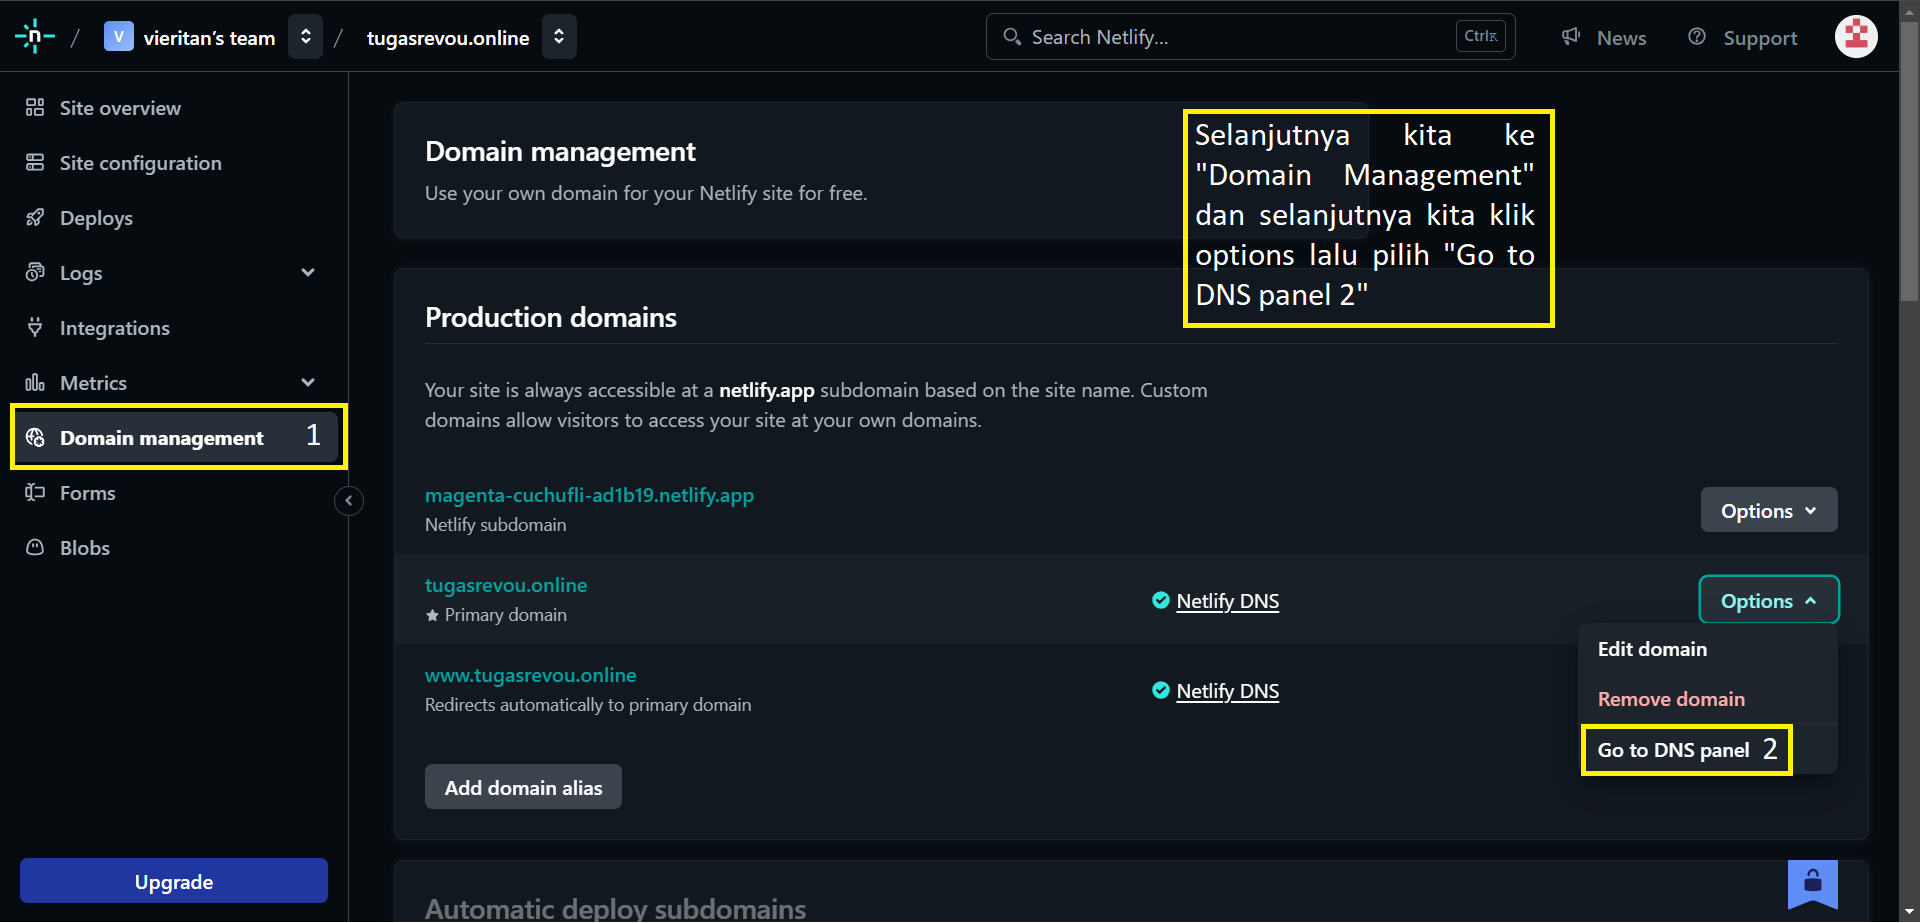 V vieritan's team / tugasrevou.online
Search Netlify... Ctrl K
News
Support
Site overview
Site configuration
Deploys
Logs
Integrations
Metrics
Domain management 1
Forms
Blobs
Upgrade
Domain management
Use your own domain for your Netlify site for free.
Selanjutnya kita ke
"Domain Management"
dan selanjutnya kita klik
options lalu pilih "Go to
DNS panel 2"
Production domains
Your site is always accessible at a netlify.app subdomain based on the site name. Custom
domains allow visitors to access your site at your own domains.
magenta-cuchufli-ad1b19.netlify.app
Netlify subdomain
Options
tugasrevou.online
Primary domain
Netlify DNS
Options
Edit domain
Remove domain
Go to DNS panel 2
www.tugasrevou.online
Redirects automatically to primary domain
Netlify DNS
Add domain alias
Automatic deploy subdomains